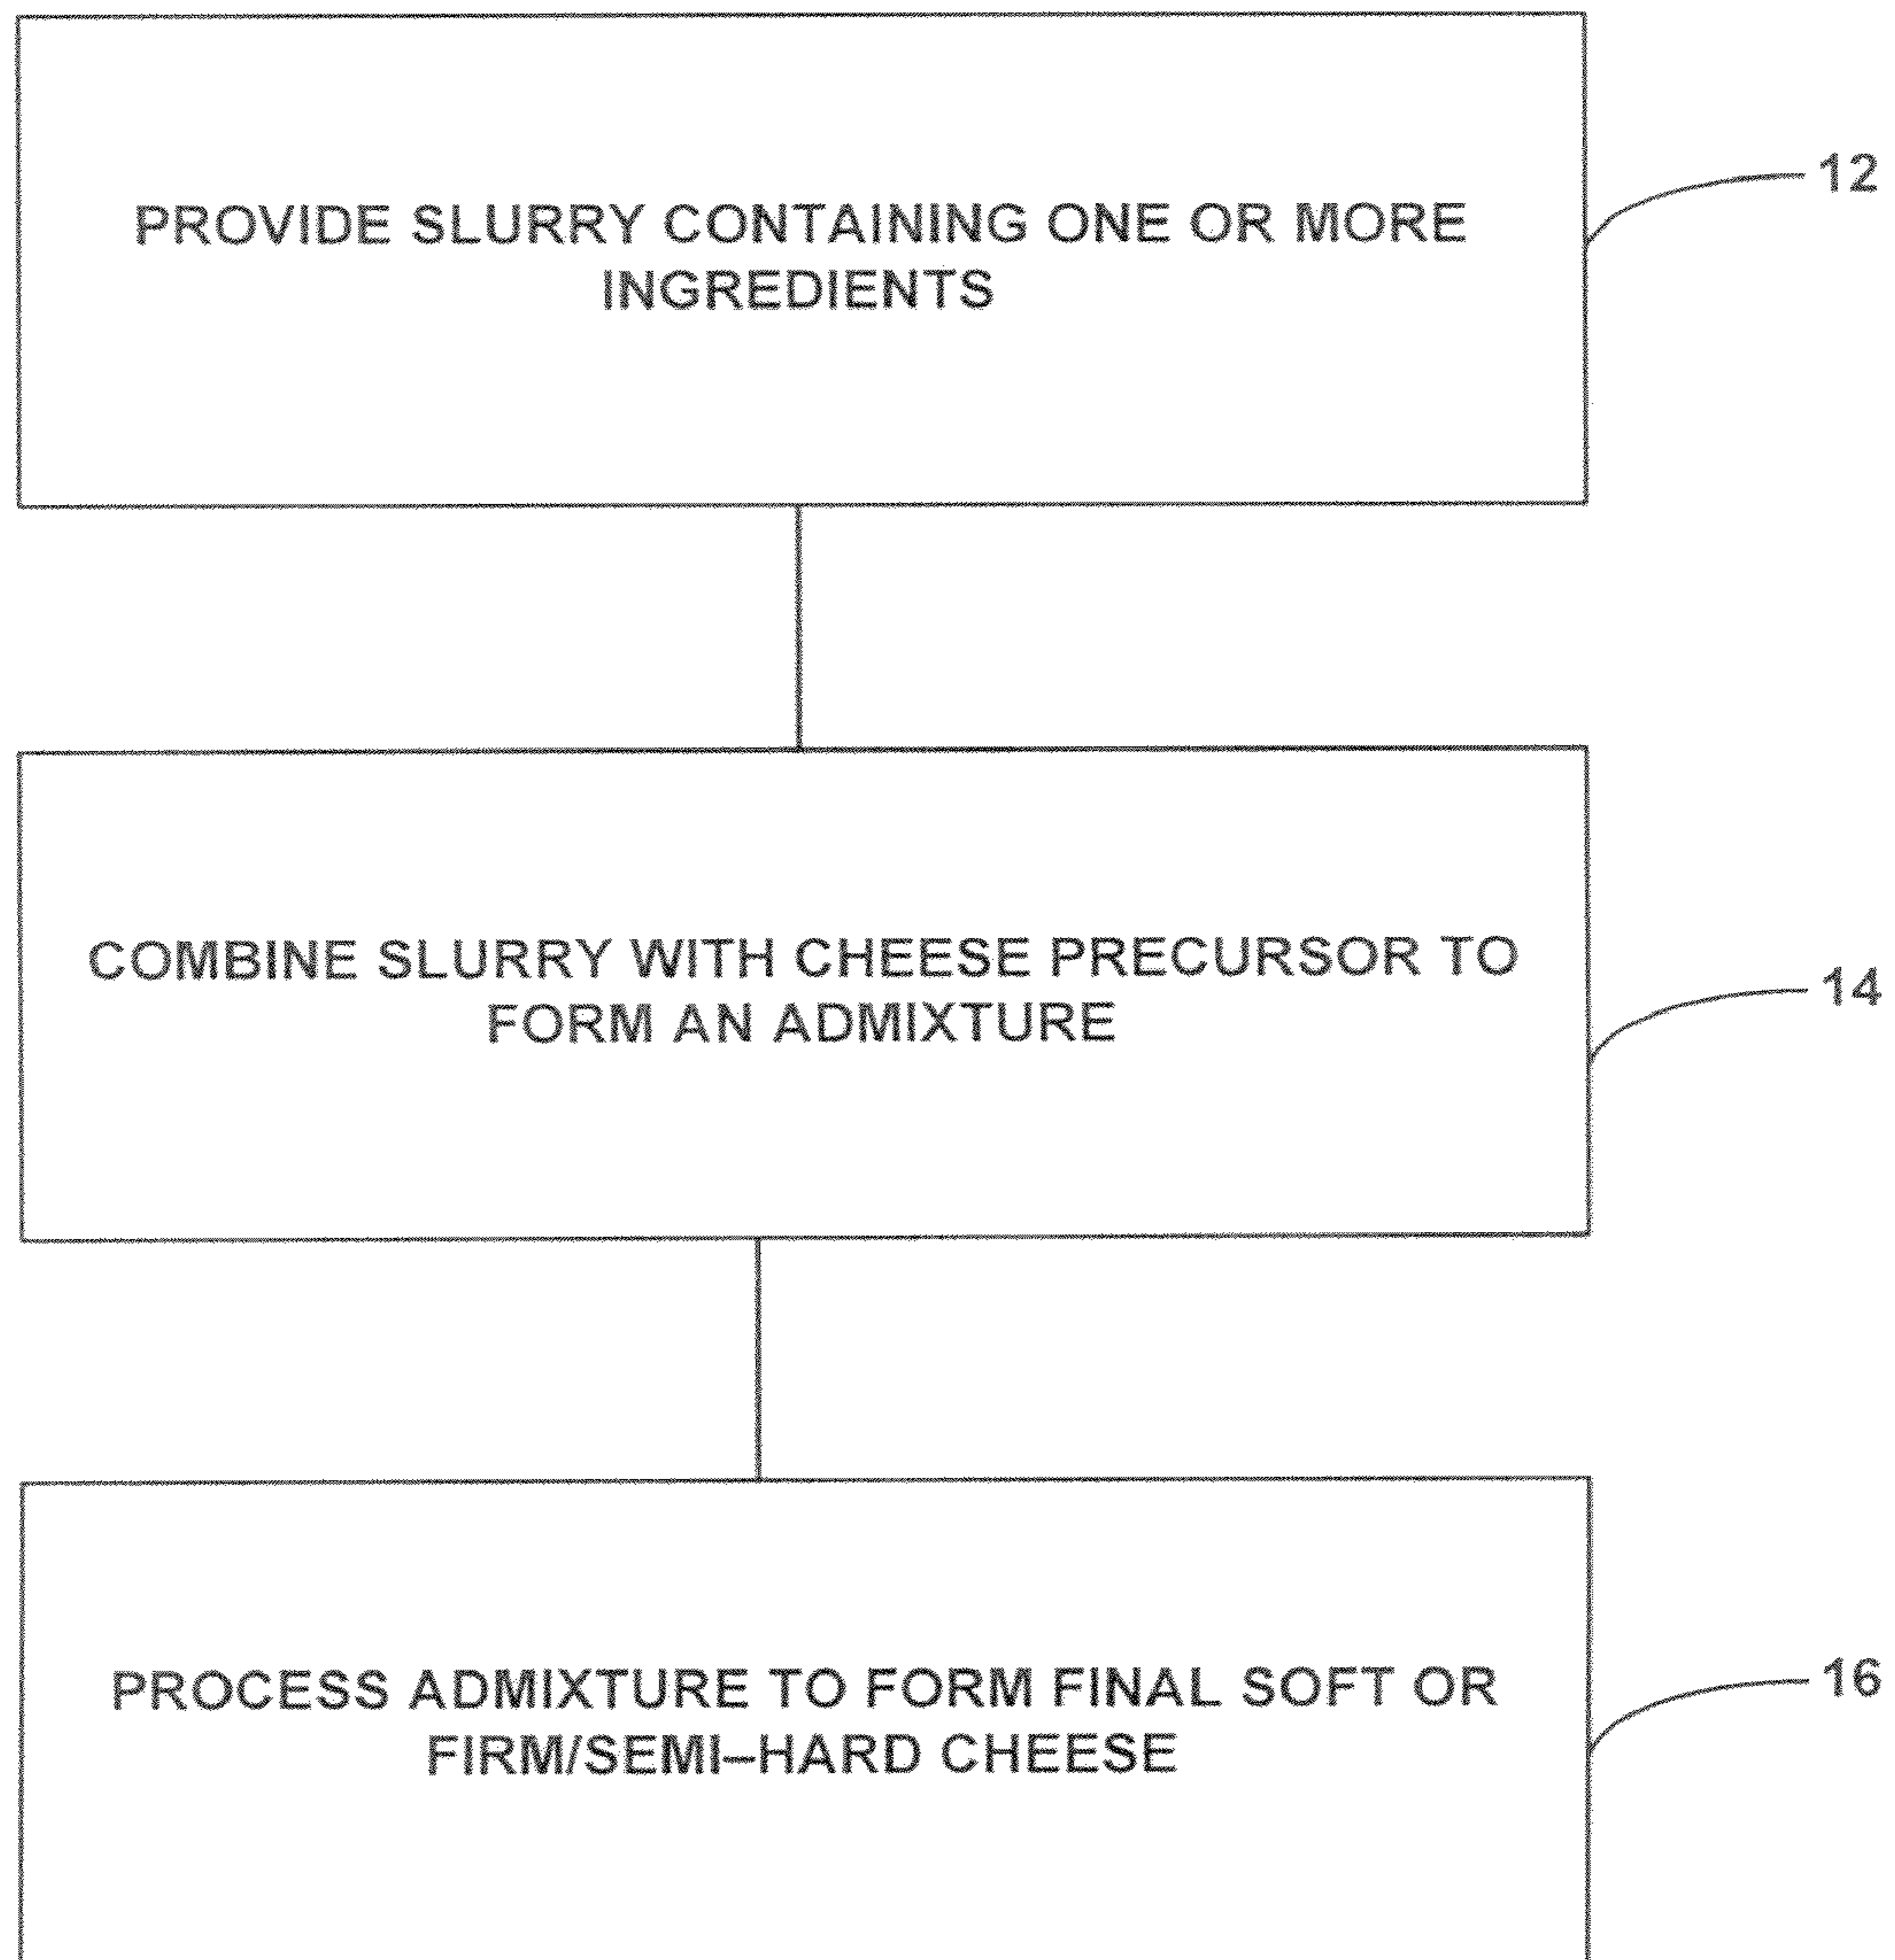 PROVIDE SLURRY CONTAINING ONE OR MORE
INGREDIENTS
12
COMBINE SLURRY WITH CHEESE PRECURSOR TO
FORM AN ADMIXTURE
14
PROCESS ADMIXTURE TO FORM FINAL SOFT OR
FIRM/SEMI–HARD CHEESE
16